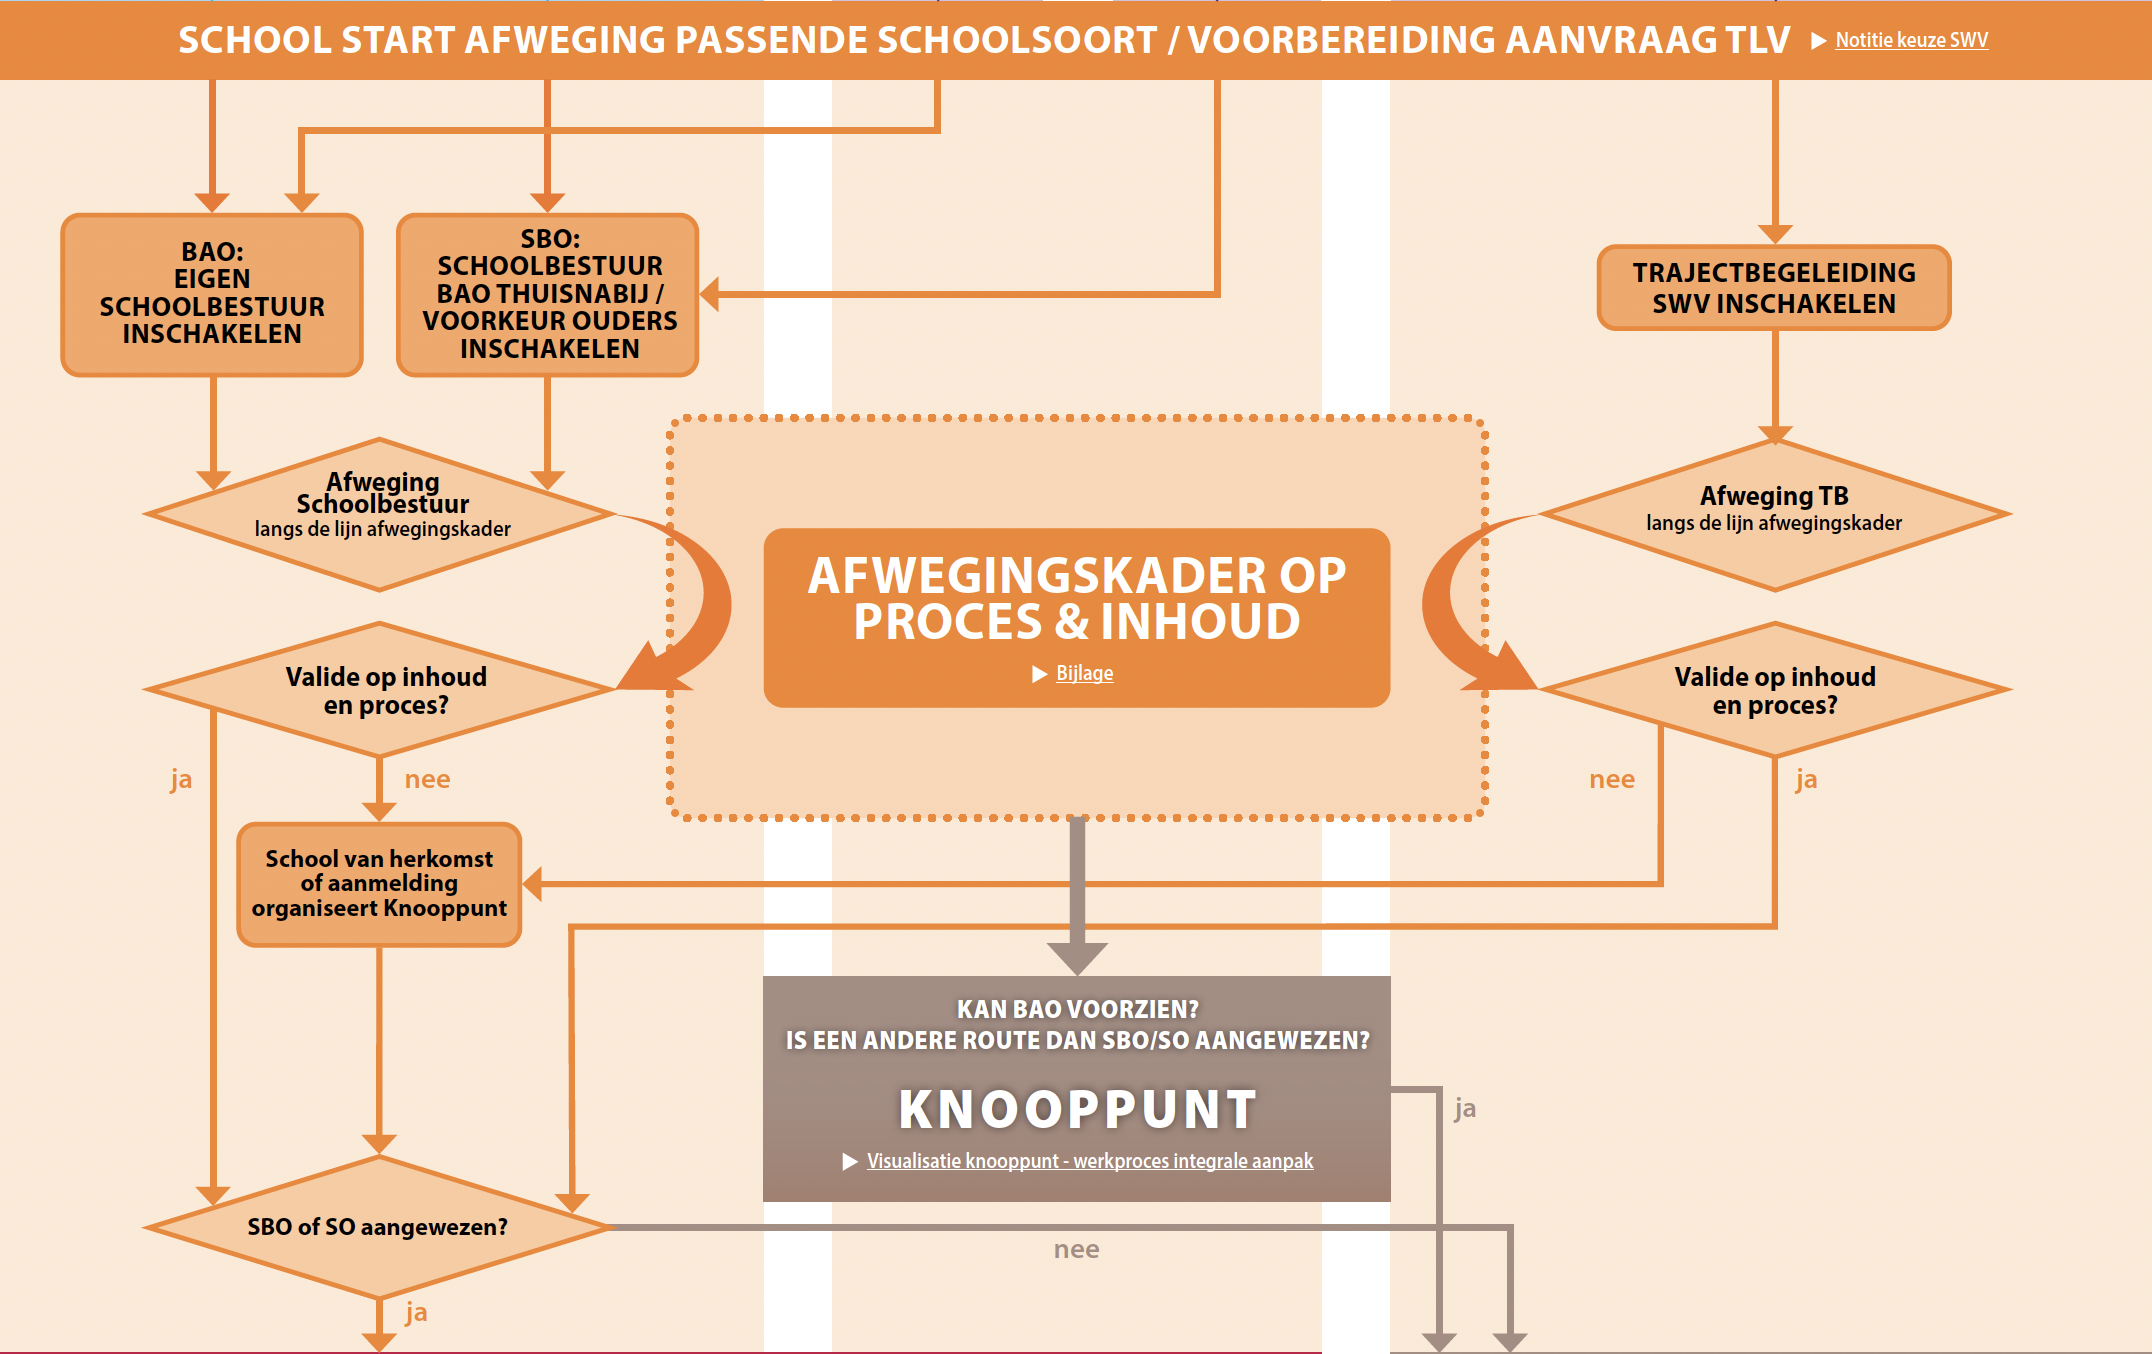 SCHOOL START AFWEGING PASSENDE SCHOOLSOORT / VOORBEREIDING AANVRAAG TLV ▶ Notitie keuze SWV
BAO:
EIGEN
SCHOOLBESTUUR
INSCHAKELEN
SBO:
SCHOOLBESTUUR
BAO THUISNABIJ /
VOORKEUR OUDERS
INSCHAKELEN
TRAJECTBEGELEIDING
SWV INSCHAKELEN
Afweging
Schoolbestuur
langs de lijn afwegingskader
Afweging TB
langs de lijn afwegingskader
AFWEGINGSKADER OP
PROCES & INHOUD
▶ Bijlage
Valide op inhoud
en proces?
Valide op inhoud
en proces?
ja
nee
nee
ja
School van herkomst
of aanmelding
organiseert Knooppunt
KAN BAO VOORZIEN?
IS EEN ANDERE ROUTE DAN SBO/SO AANGEWEZEN?
KNOOPPUNT
▶ Visualisatie knooppunt - werkproces integrale aanpak
ja
SBO of SO aangewezen?
nee
ja